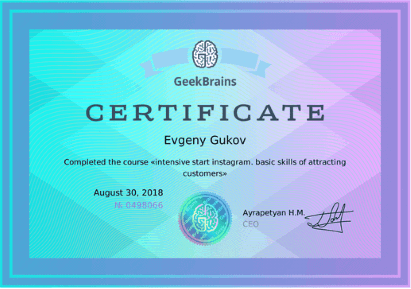 GeekBrains
CERTIFICATE
Evgeny Gukov
Completed the course «intensive start instagram. basic skills of attracting
customers»
August 30, 2018
№ 0498066
Ayrapetyan H.M.
CEO